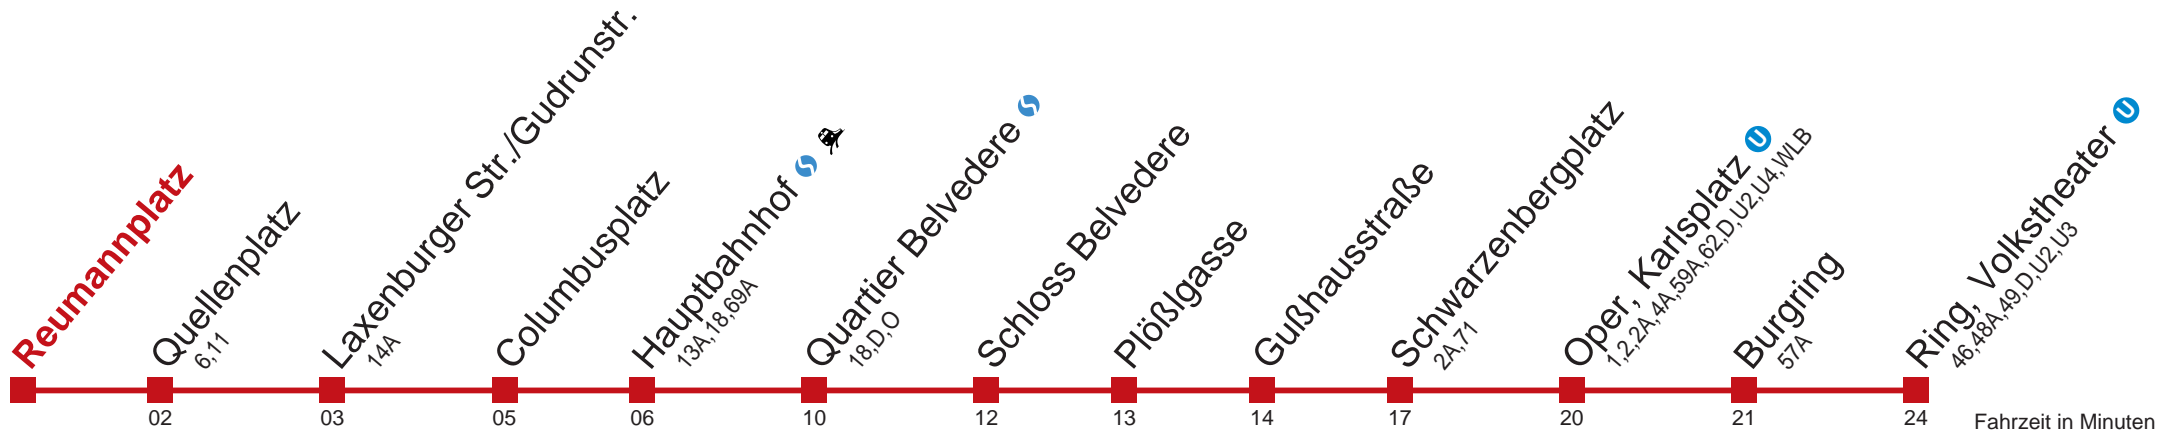 Reumannplatz
Quellenplatz
6,11
Laxenburger Str./Gudrunstr.
14A
Columbusplatz
Hauptbahnhof
13A,18,69A
Quartier Belvedere
18,D,O
Schloss Belvedere
Plößlgasse
Gußhausstraße
Schwarzenbergplatz
2A,71
Oper, Karlsplatz U
1,2,2A,4A,59A,62,D,U2,U4,WLB
Burgring
57A
Ring, Volkstheater U
46,48A,49,D,U2,U3
02 03 05 06 10 12 13 14 17 20 21 24 Fahrzeit in Minuten